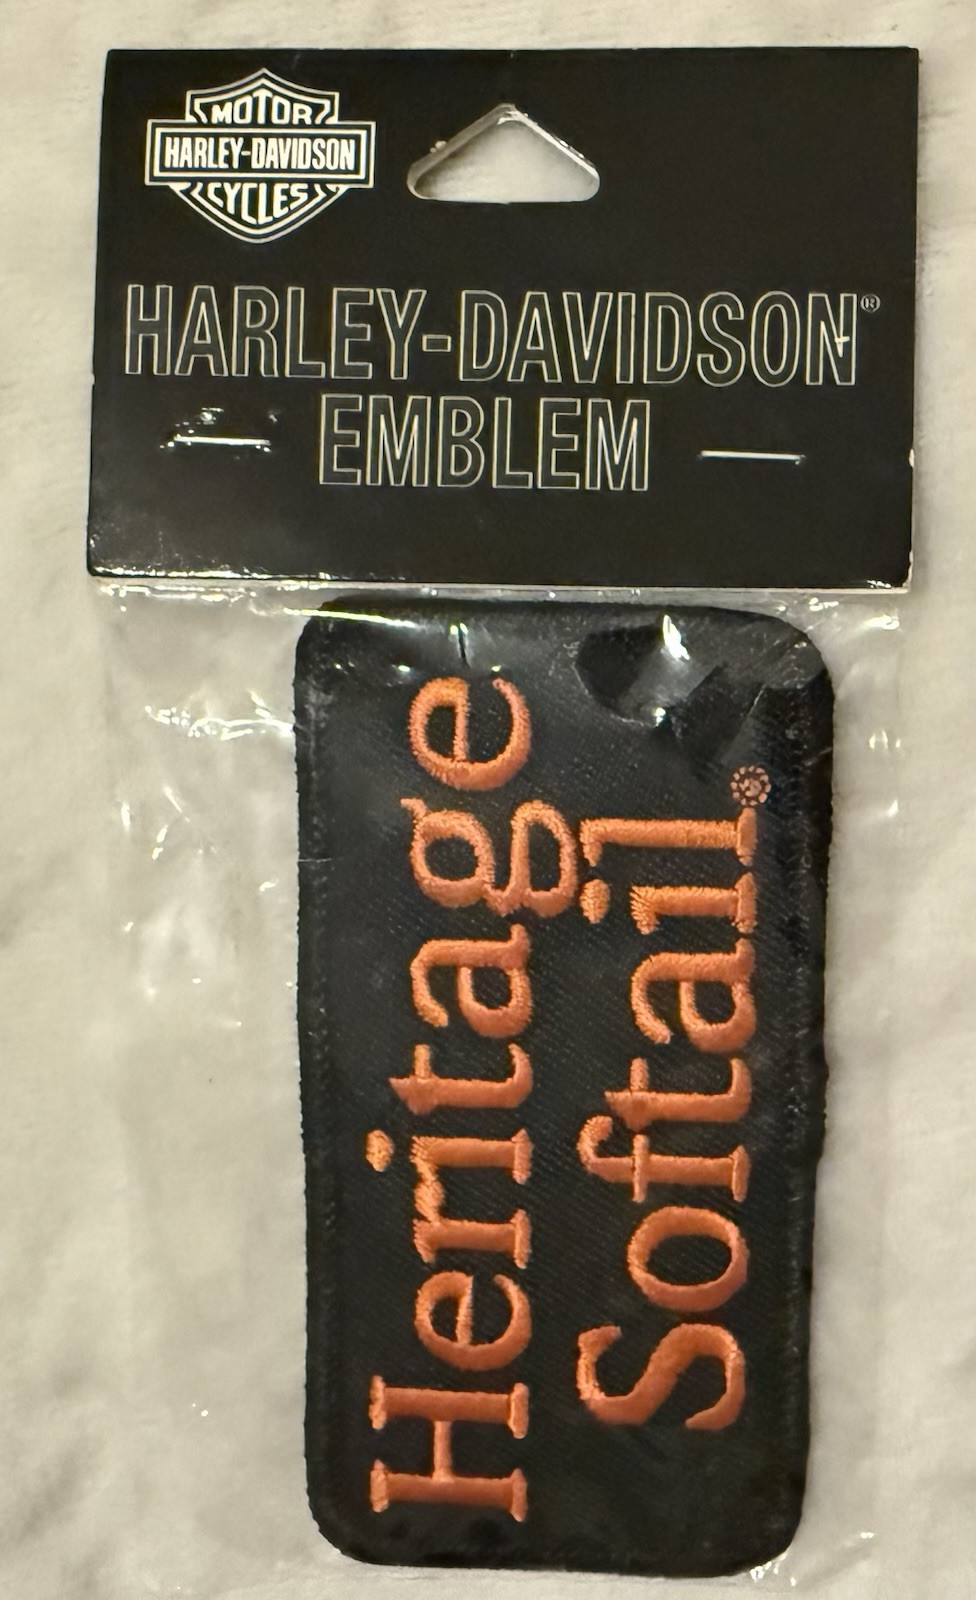 MOTOR
HARLEY-DAVIDSON
CYCLES
HARLEY-DAVIDSON®
EMBLEM
Heritage
Softail®